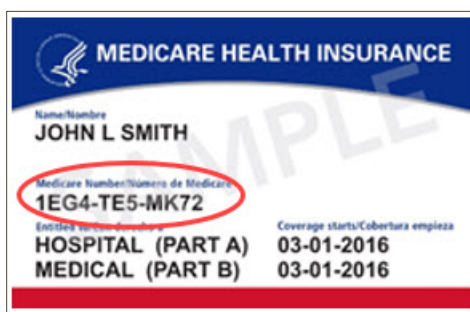 MEDICARE HEALTH INSURANCE
SAMPLE
Name/Nombre
JOHN L SMITH
Medicare Number/Número de Medicare
1EG4-TE5-MK72
Entitled to/Con derecho a
HOSPITAL (PART A)
MEDICAL (PART B)
Coverage starts/Cobertura empieza
03-01-2016
03-01-2016